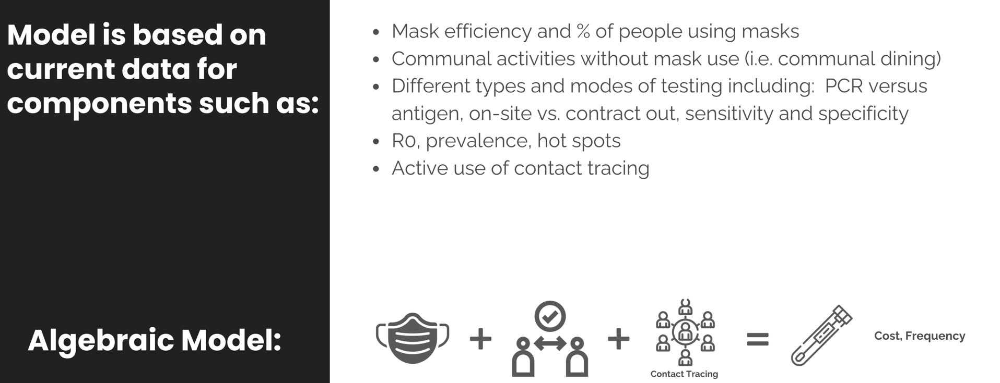 Model is based on
current data for
components such as:
• Mask efficiency and % of people using masks
• Communal activities without mask use (i.e. communal dining)
• Different types and modes of testing including:  PCR versus
antigen, on-site vs. contract out, sensitivity and specificity
• R0, prevalence, hot spots
• Active use of contact tracing
Algebraic Model:
+ + =
Cost, Frequency
Contact Tracing